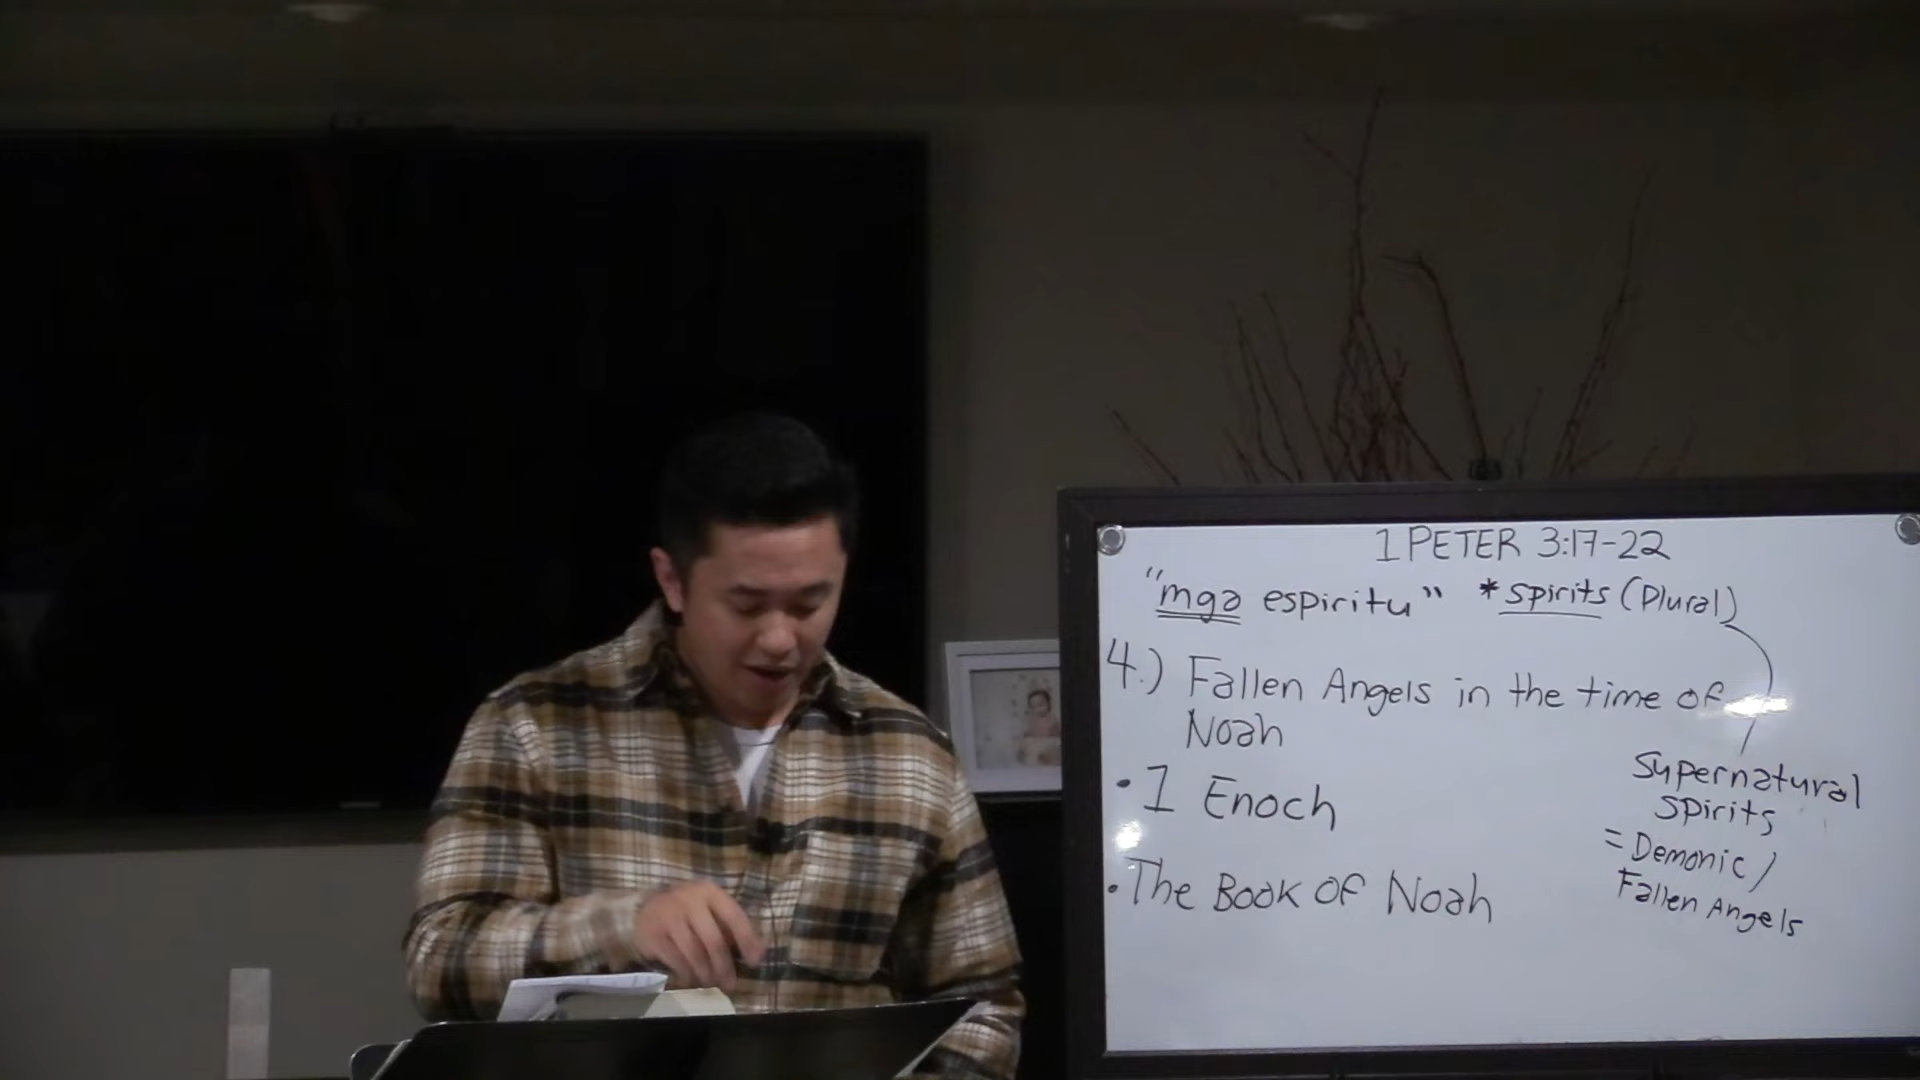 1 PETER 3:17-22
"mga espiritu" *spirits (Plural)
4.) Fallen Angels in the time of
Noah
• 1 Enoch
• The Book of Noah
Supernatural
spirits
= Demonic /
Fallen Angels